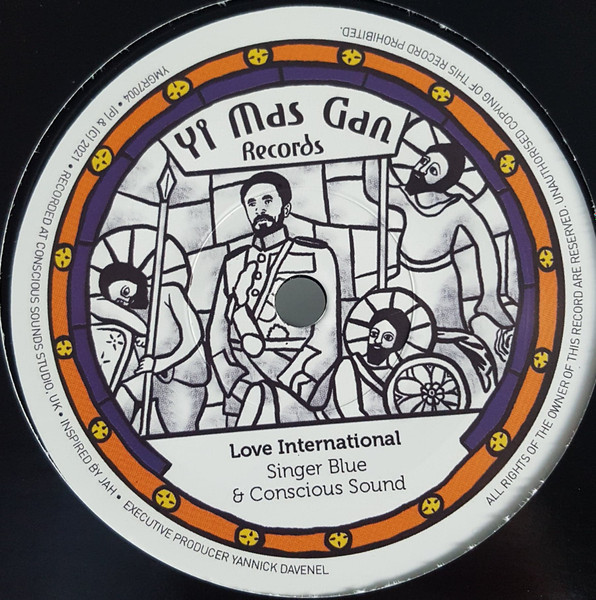 Yi Mas Gan
Records
Love International
Singer Blue
& Conscious Sound
YMGR7004 • (P) & (C) 2021 • RECORDED AT CONSCIOUS SOUNDS STUDIO, UK • INSPIRED BY JAH • EXECUTIVE PRODUCER YANNICK DAVENEL
ALL RIGHTS OF THE OWNER OF THIS RECORD ARE RESERVED. UNAUTHORISED COPYING OF THIS RECORD PROHIBITED.